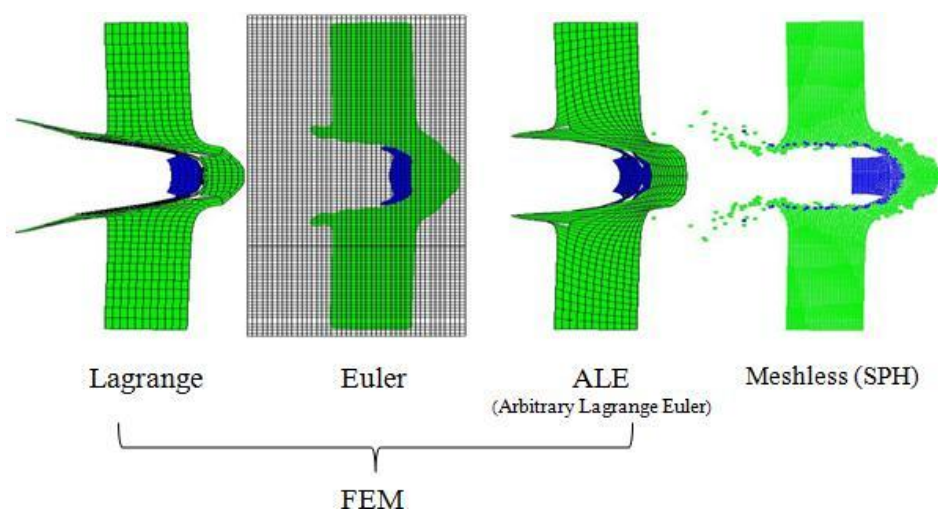 Lagrange
Euler
ALE
(Arbitrary Lagrange Euler)
Meshless (SPH)
FEM